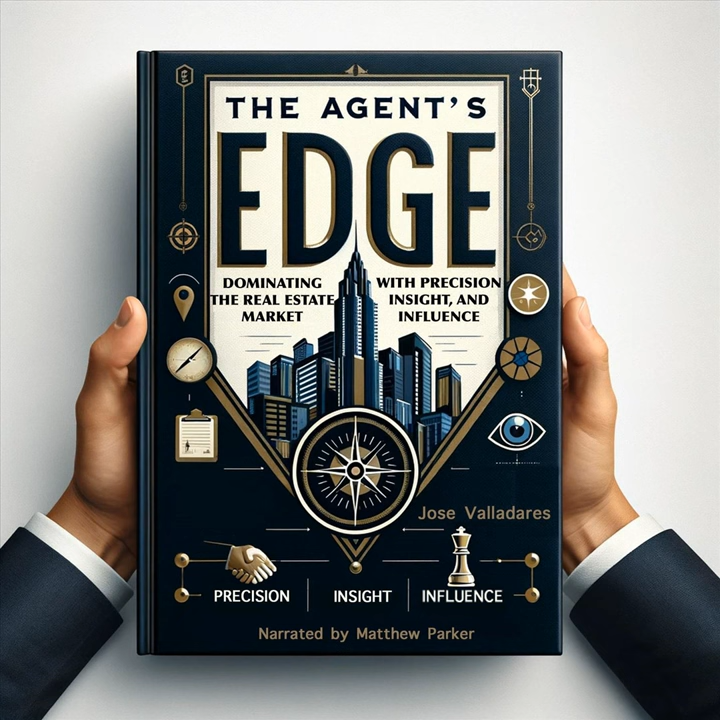 THE AGENT'S
EDGE
DOMINATING
THE REAL ESTATE
MARKET
WITH PRECISION
INSIGHT, AND
INFLUENCE
Jose Valladares
PRECISION
INSIGHT
INFLUENCE
Narrated by Matthew Parker